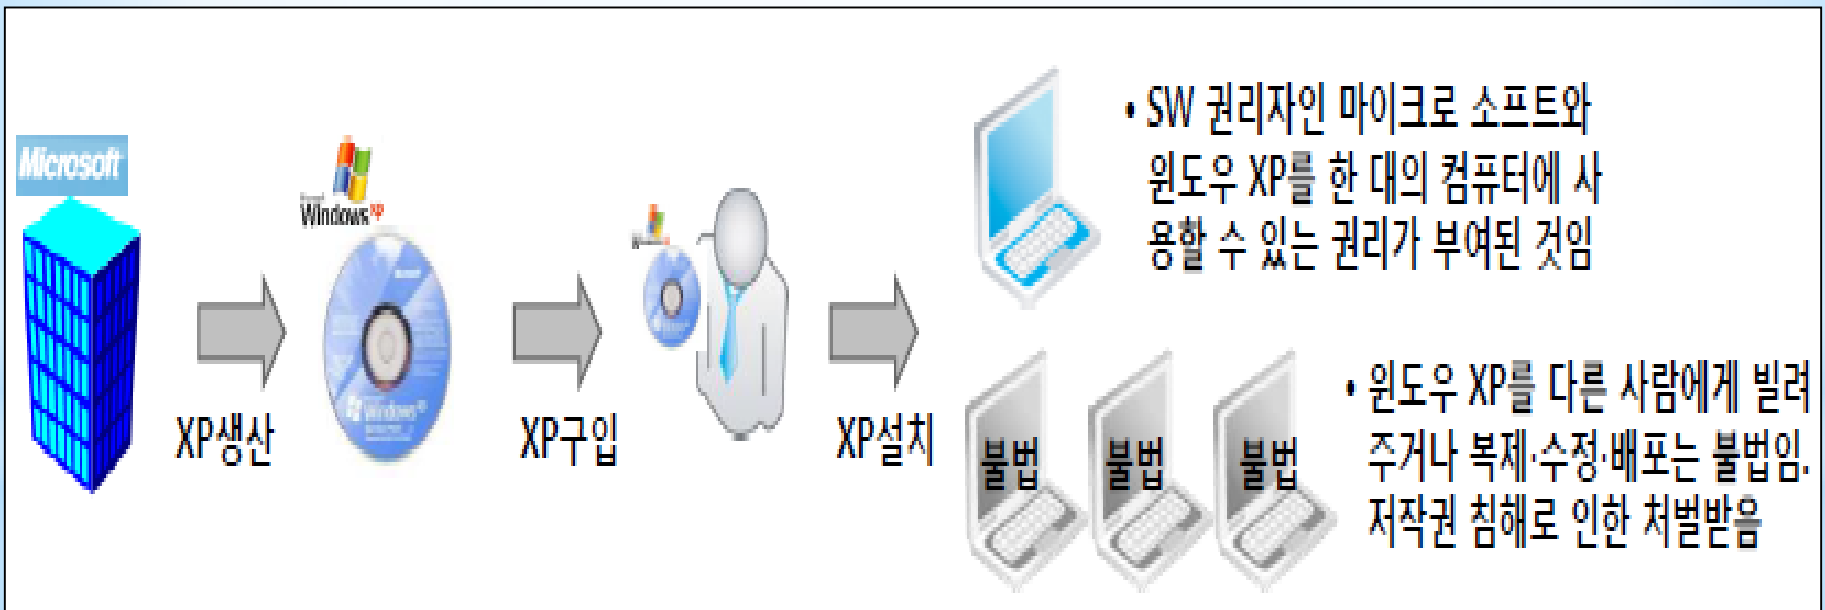 Microsoft
Windows xp
XP생산
XP구입
XP설치
• SW 권리자인 마이크로 소프트와
윈도우 XP를 한 대의 컴퓨터에 사
용할 수 있는 권리가 부여된 것임
불법
불법
불법
• 윈도우 XP를 다른 사람에게 빌려
주거나 복제·수정·배포는 불법임.
저작권 침해로 인한 처벌받음